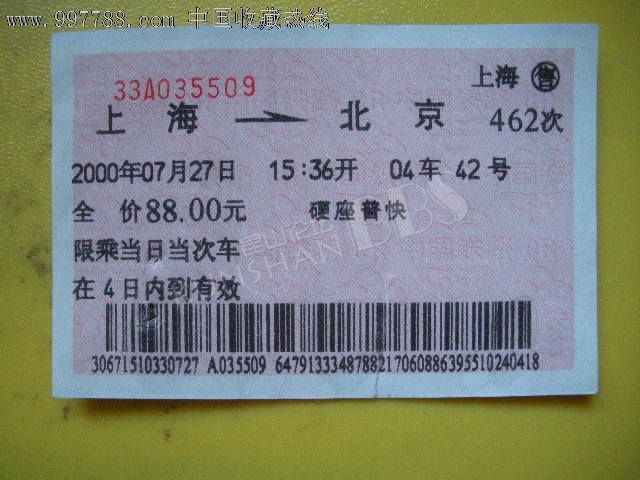 www.997788.com 中国收藏热线
33A035509
上海 售
上海 → 北京 462次
2000年07月27日 15:36开 04车 42号
全价88.00元 硬座普快
限乘当日当次车
在4日内到有效
30671510330727 A035509 6479133348788217060886395510240418